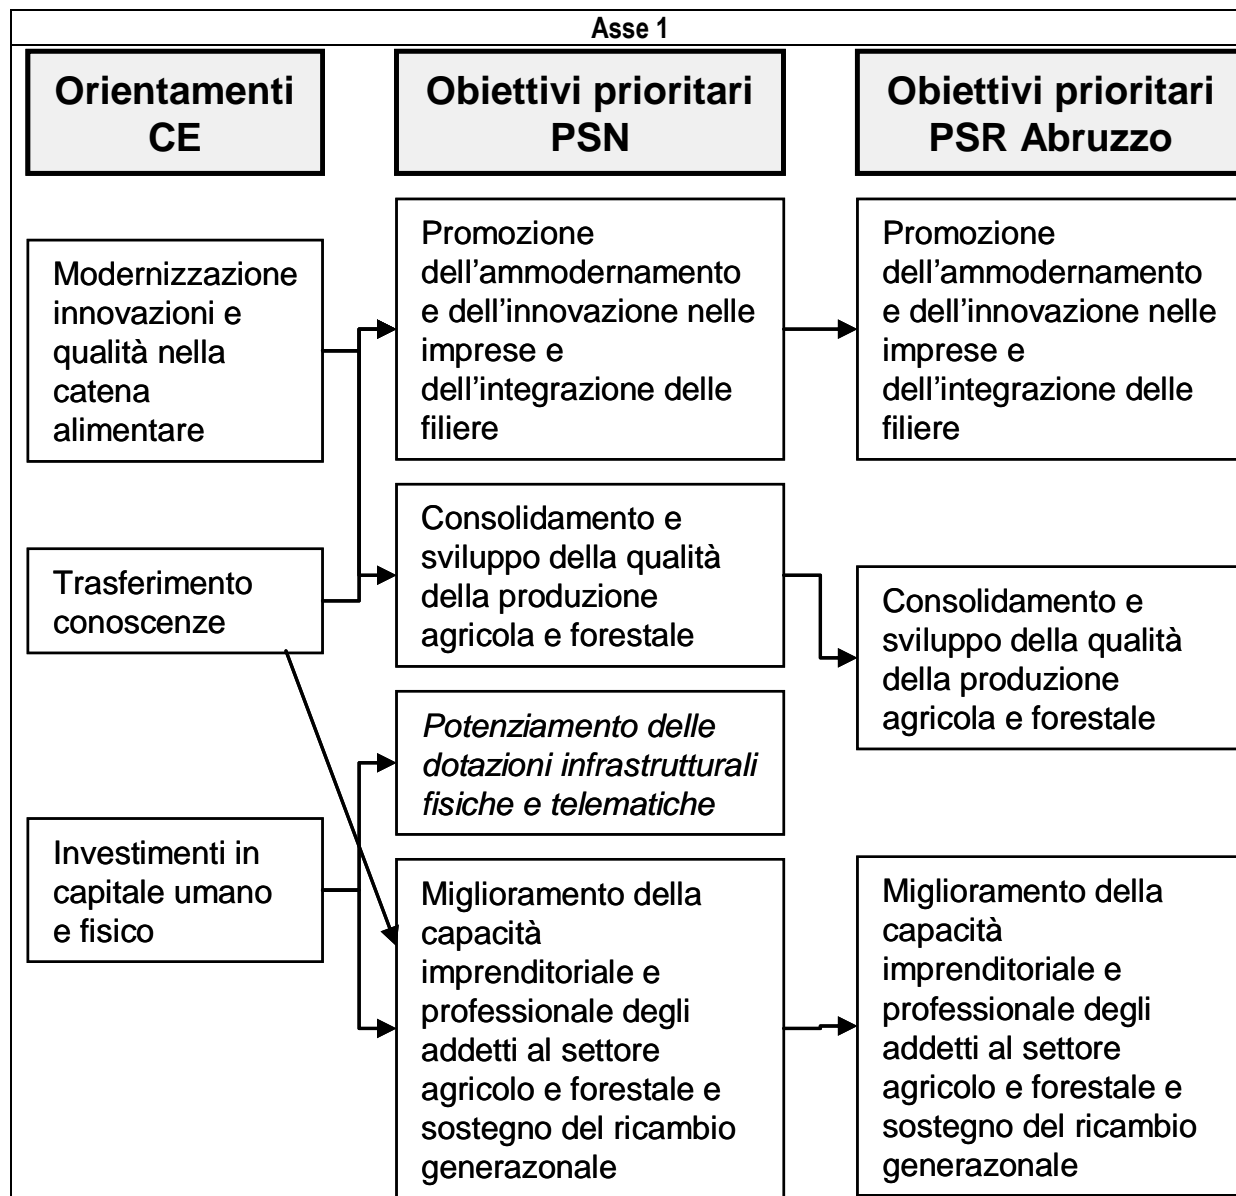 Asse 1
Orientamenti
CE
Obiettivi prioritari
PSN
Obiettivi prioritari
PSR Abruzzo
Modernizzazione
innovazioni e
qualità nella
catena
alimentare
Trasferimento
conoscenze
Investimenti in
capitale umano
e fisico
Promozione
dell'ammodernamento
e dell'innovazione nelle
imprese e
dell'integrazione delle
filiere
Consolidamento e
sviluppo della qualità
della produzione
agricola e forestale
Potenziamento delle
dotazioni infrastrutturali
fisiche e telematiche
Miglioramento della
capacità
imprenditoriale e
professionale degli
addetti al settore
agricolo e forestale e
sostegno del ricambio
generazonale
Promozione
dell'ammodernamento
e dell'innovazione nelle
imprese e
dell'integrazione delle
filiere
Consolidamento e
sviluppo della qualità
della produzione
agricola e forestale
Miglioramento della
capacità
imprenditoriale e
professionale degli
addetti al settore
agricolo e forestale e
sostegno del ricambio
generazonale